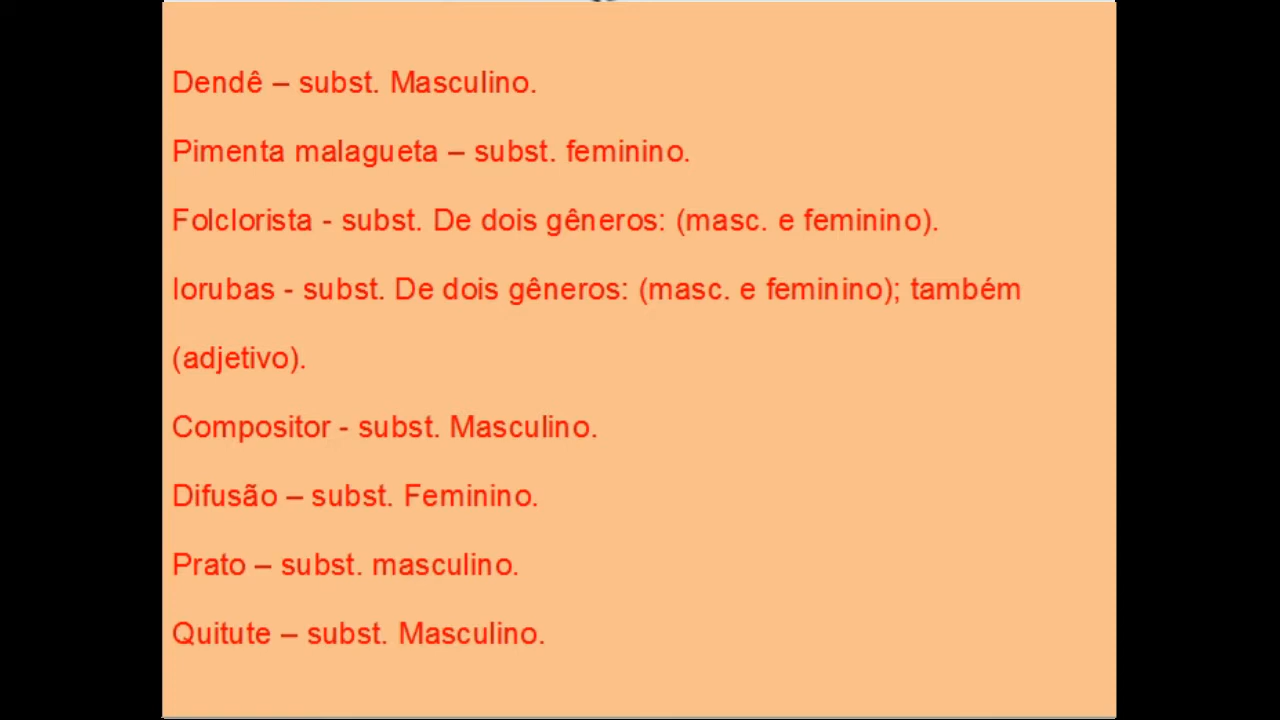 Dendê – subst. Masculino.
Pimenta malagueta – subst. feminino.
Folclorista - subst. De dois gêneros: (masc. e feminino).
Iorubas - subst. De dois gêneros: (masc. e feminino); também
(adjetivo).
Compositor - subst. Masculino.
Difusão – subst. Feminino.
Prato – subst. masculino.
Quitute – subst. Masculino.